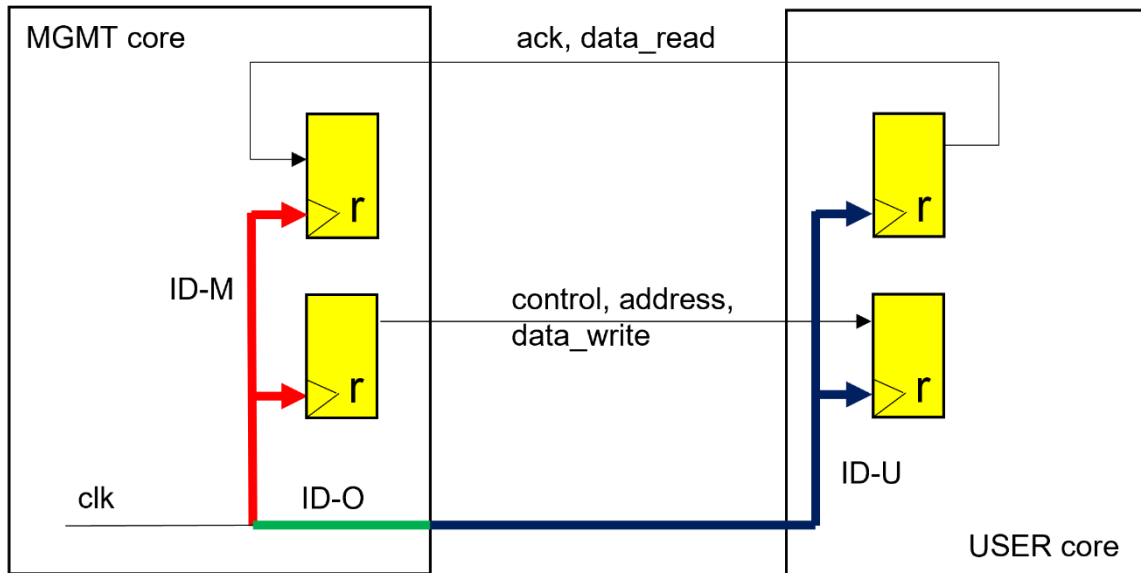 MGMT core
ack, data_read
r
r
ID-M
r
control, address,
data_write
r
r
clk
ID-O
ID-U
USER core